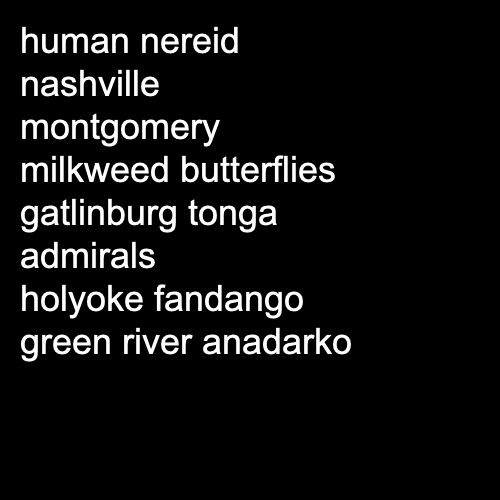 human nereid
nashville
montgomery
milkweed butterflies
gatlinburg tonga
admirals
holyoke fandango
green river anadarko